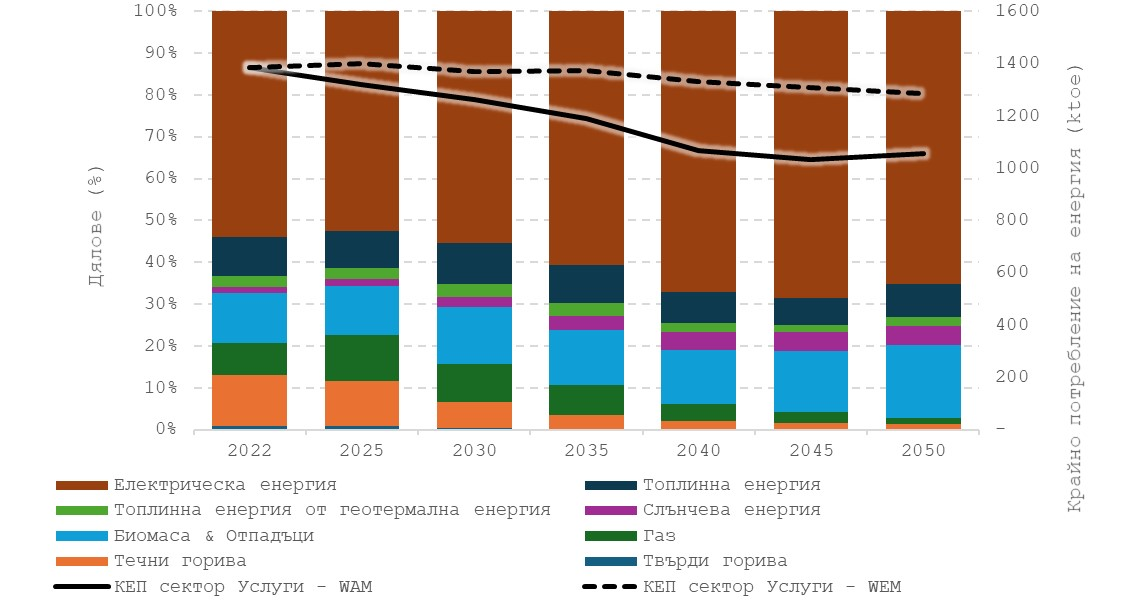 100%
90%
80%
70%
60%
50%
40%
30%
20%
10%
0%
Дялове (%)
1600
1400
1200
1000
800
600
400
200
–
Крайно потребление на енергия (ktoe)
2022 2025 2030 2035 2040 2045 2050
Електрическа енергия Топлинна енергия
Топлинна енергия от геотермална енергия Слънчева енергия
Биомаса & Отпадъци Газ
Течни горива Твърди горива
КЕП сектор Услуги - WAM КЕП сектор Услуги - WEM